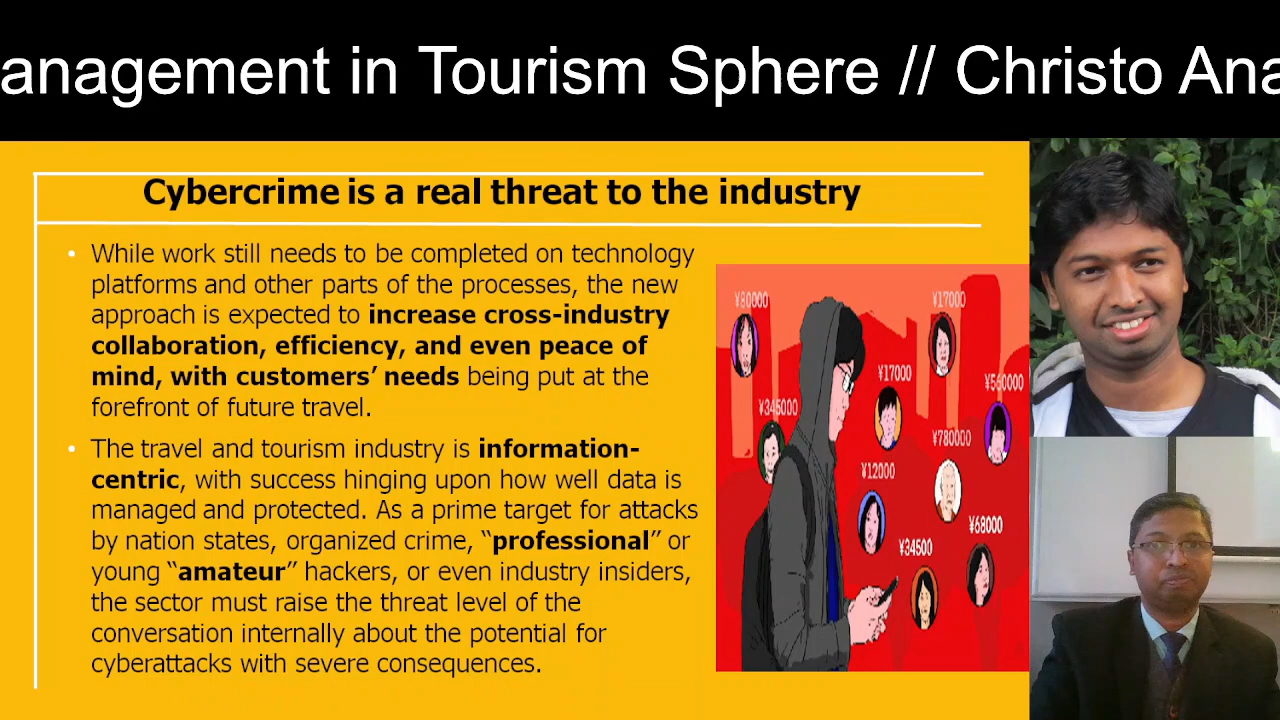 anagement in Tourism Sphere // Christo Ana
Cybercrime is a real threat to the industry
• While work still needs to be completed on technology
platforms and other parts of the processes, the new
approach is expected to increase cross-industry
collaboration, efficiency, and even peace of
mind, with customers’ needs being put at the
forefront of future travel.
• The travel and tourism industry is information-
centric, with success hinging upon how well data is
managed and protected. As a prime target for attacks
by nation states, organized crime, “professional” or
young “amateur” hackers, or even industry insiders,
the sector must raise the threat level of the
conversation internally about the potential for
cyberattacks with severe consequences.
¥80000
¥17000
¥17000
¥560000
¥345000
¥780000
¥12000
¥68000
¥34500